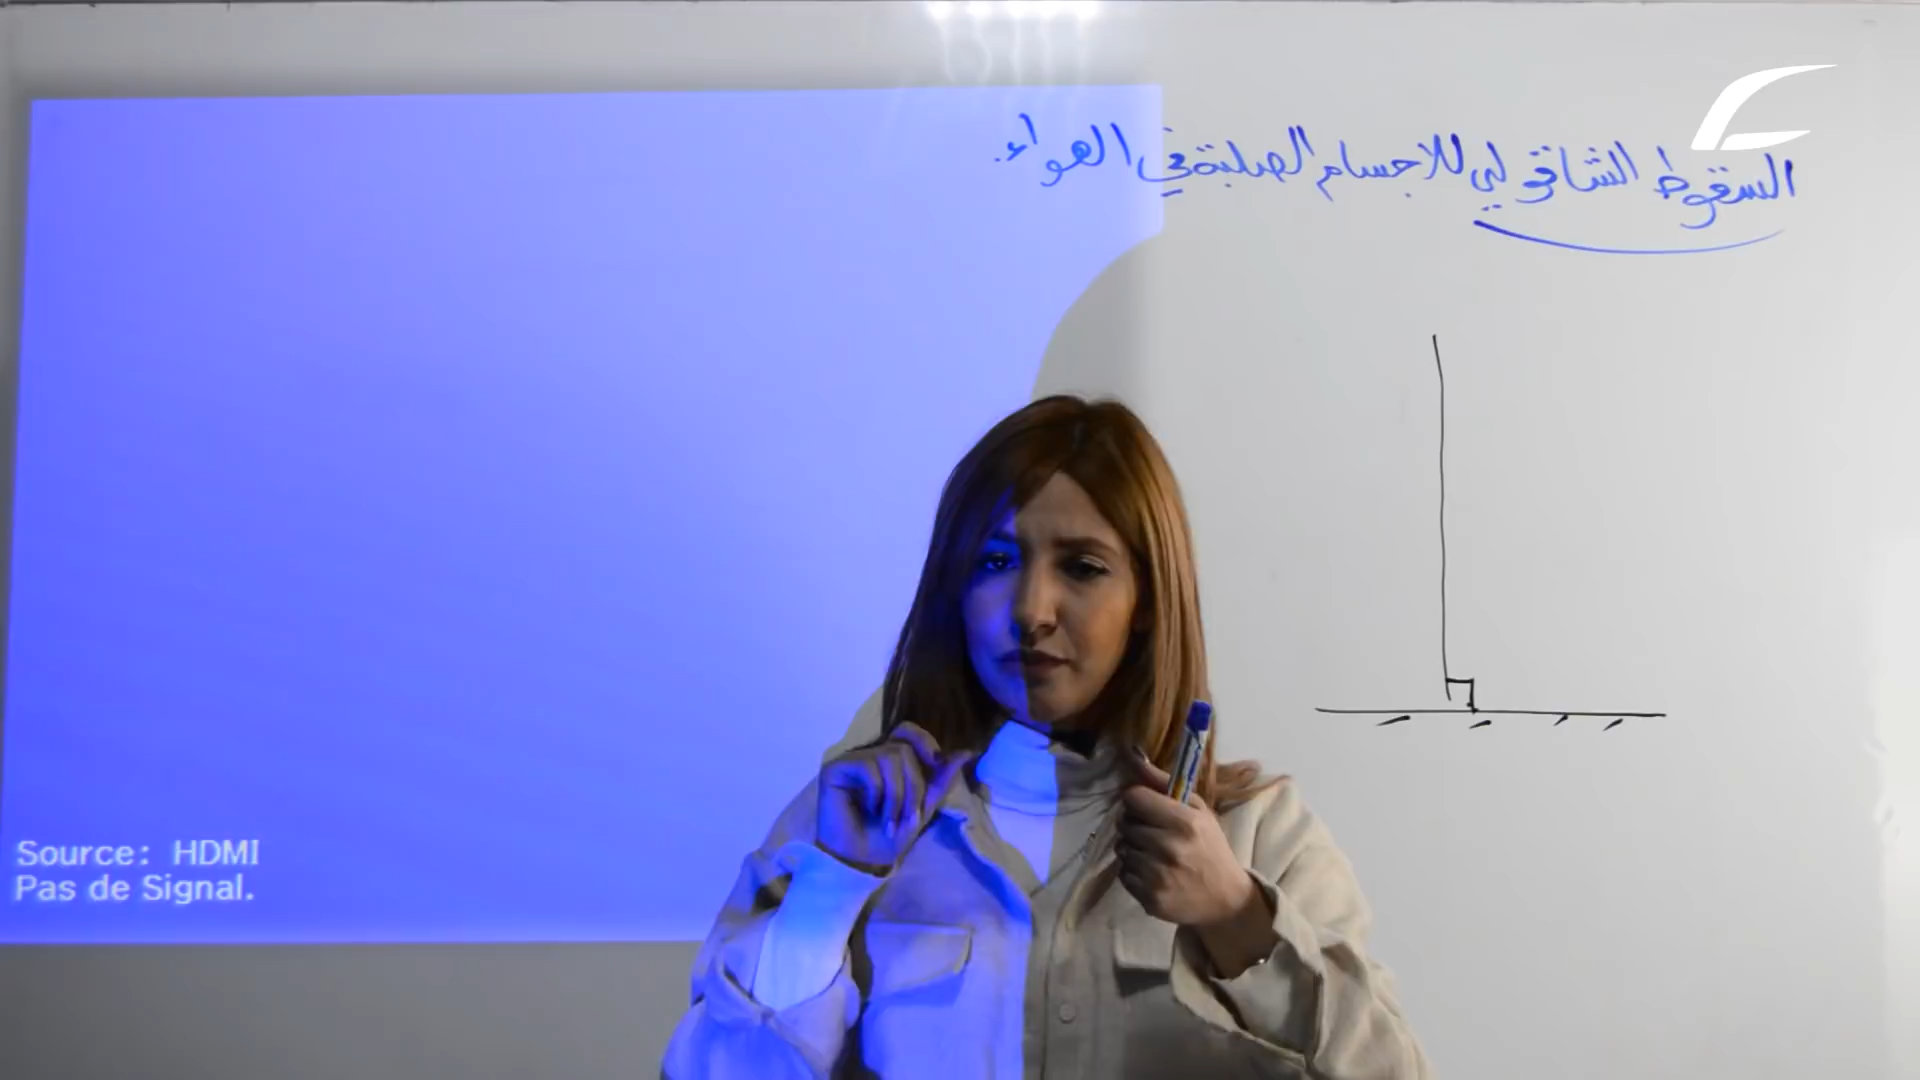 السقوط الشاقولي للاجسام الصلبة في الهواء.
Source: HDMI
Pas de Signal.